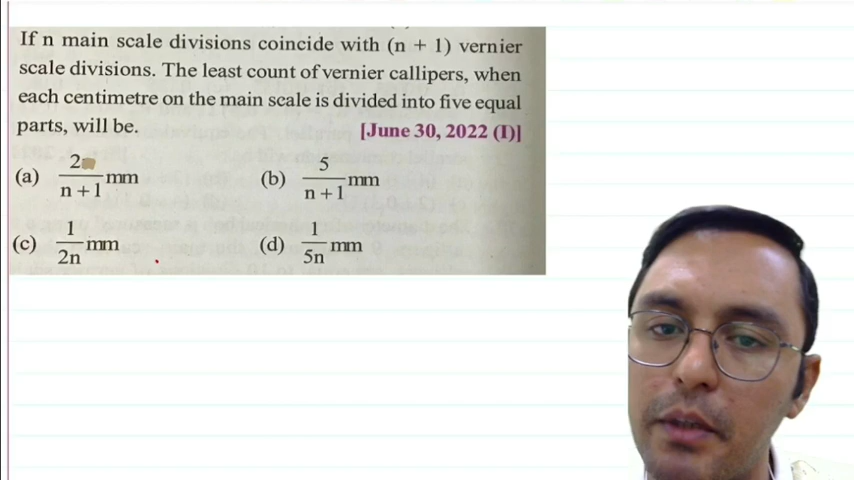 If n main scale divisions coincide with (n + 1) vernier
scale divisions. The least count of vernier callipers, when
each centimetre on the main scale is divided into five equal
parts, will be. [June 30, 2022 (I)]
(a) 2/(n + 1) mm (b) 5/(n + 1) mm
(c) 1/2n mm (d) 1/5n mm